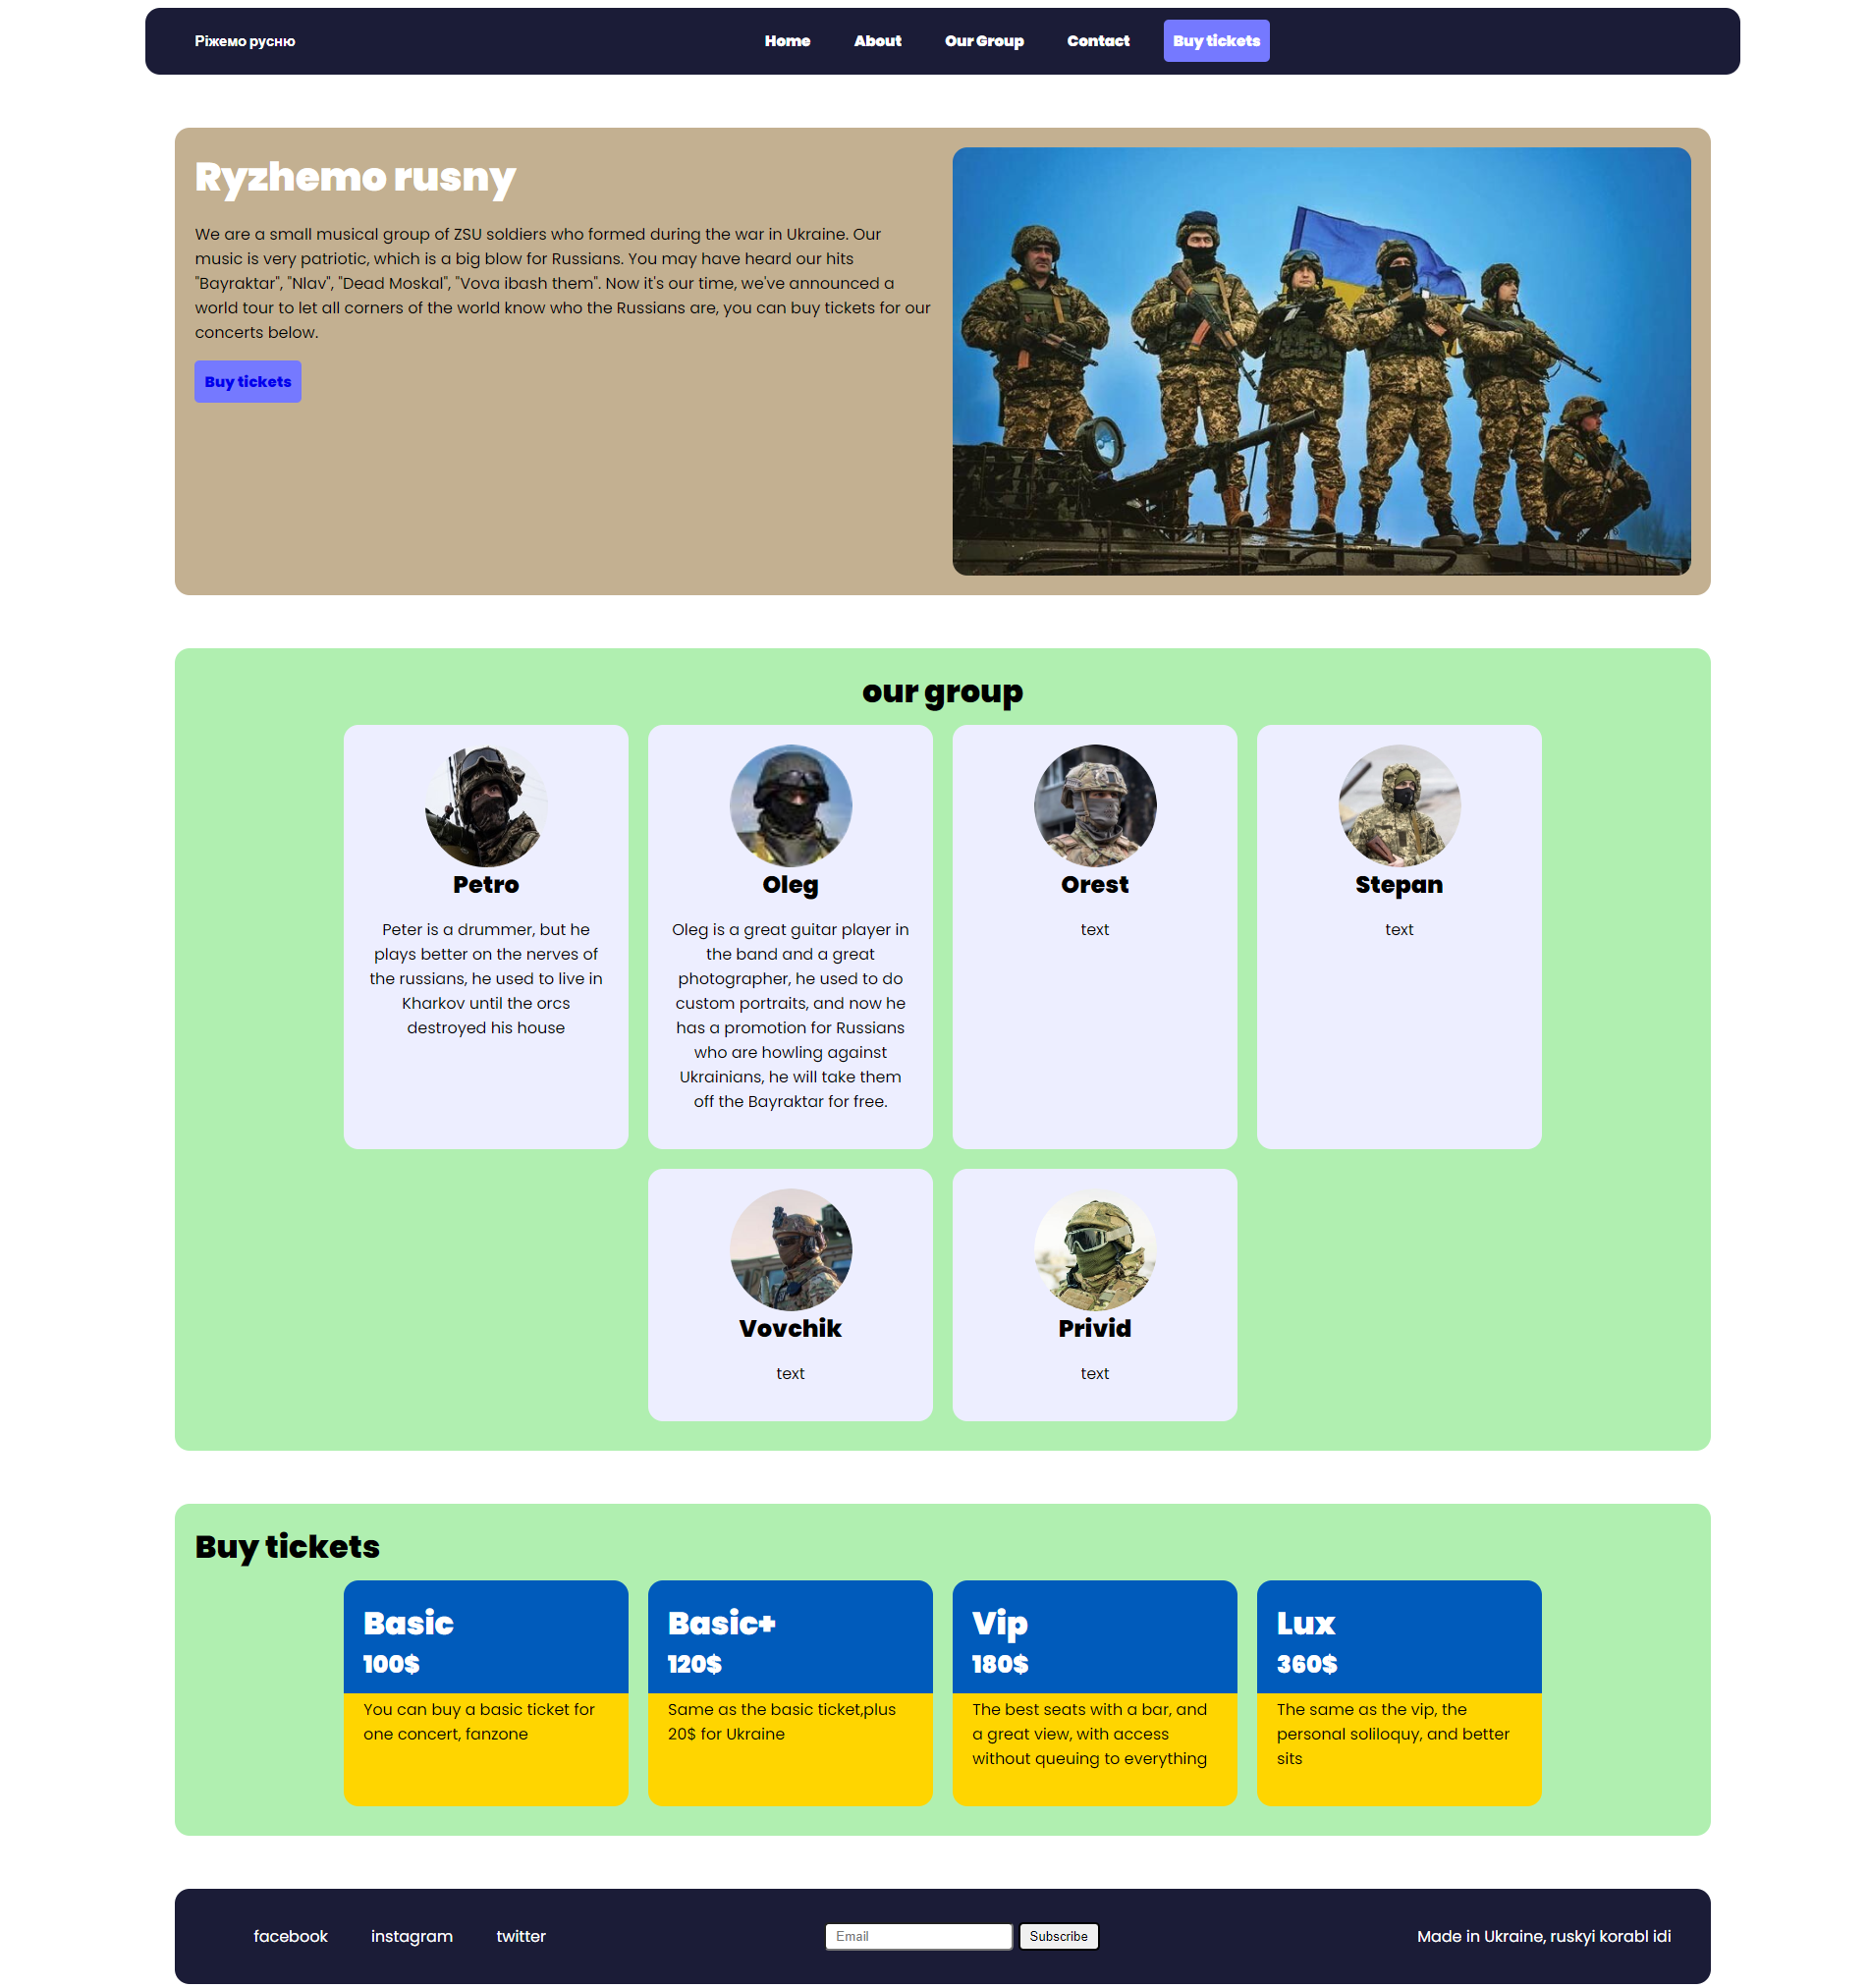 Ріжемо русню
Home
About
Our Group
Contact
Buy tickets
Ryzhemo rusny
We are a small musical group of ZSU soldiers who formed during the war in Ukraine. Our
music is very patriotic, which is a big blow for Russians. You may have heard our hits
"Bayraktar", "Nlav", "Dead Moskal", "Vova ibash them". Now it's our time, we've announced a
world tour to let all corners of the world know who the Russians are, you can buy tickets for our
concerts below.
Buy tickets
our group
Petro
Peter is a drummer, but he
plays better on the nerves of
the russians, he used to live in
Kharkov until the orcs
destroyed his house
Oleg
Oleg is a great guitar player in
the band and a great
photographer, he used to do
custom portraits, and now he
has a promotion for Russians
who are howling against
Ukrainians, he will take them
off the Bayraktar for free.
Orest
text
Stepan
text
Vovchik
text
Privid
text
Buy tickets
Basic
100$
You can buy a basic ticket for
one concert, fanzone
Basic+
120$
Same as the basic ticket,plus
20$ for Ukraine
Vip
180$
The best seats with a bar, and
a great view, with access
without queuing to everything
Lux
360$
The same as the vip, the
personal soliloquy, and better
sits
facebook
instagram
twitter
Email
Subscribe
Made in Ukraine, ruskyi korabl idi